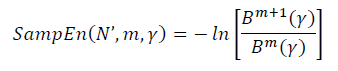 SampEn(N’, m, γ) = − ln [ B^{m+1}(γ) / B^{m}(γ) ]